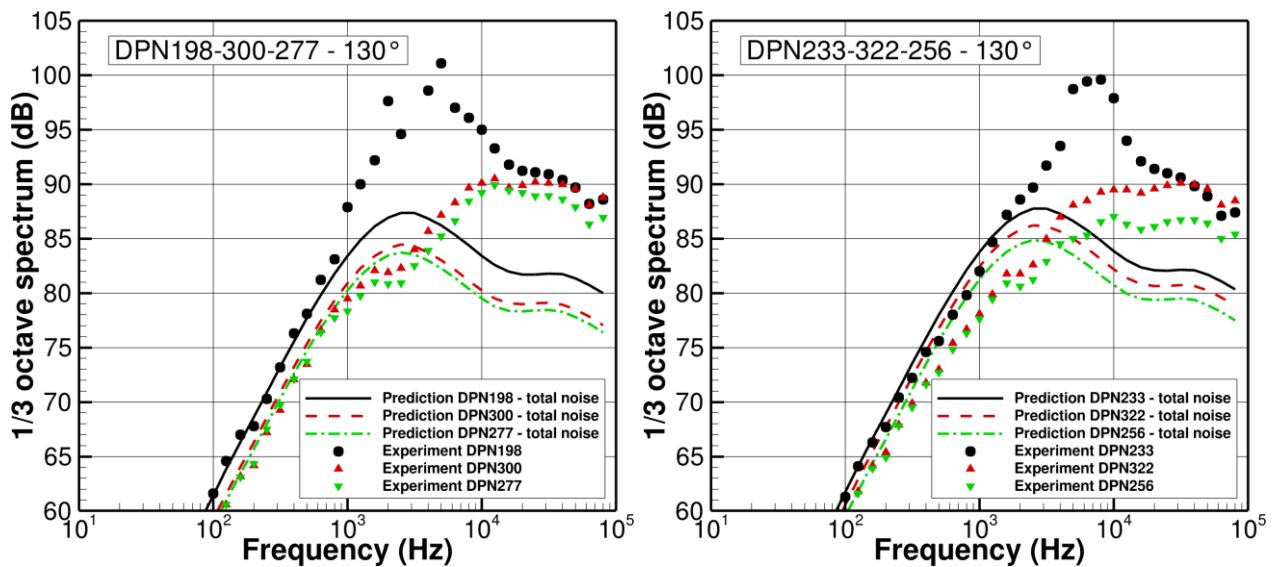 DPN198-300-277 - 130°
1/3 octave spectrum (dB)
105
100
95
90
85
80
75
70
65
60
10^1
10^2
10^3
10^4
10^5
Frequency (Hz)
Prediction DPN198 - total noise
Prediction DPN300 - total noise
Prediction DPN277 - total noise
Experiment DPN198
Experiment DPN300
Experiment DPN277
DPN233-322-256 - 130°
1/3 octave spectrum (dB)
105
100
95
90
85
80
75
70
65
60
10^1
10^2
10^3
10^4
10^5
Frequency (Hz)
Prediction DPN233 - total noise
Prediction DPN322 - total noise
Prediction DPN256 - total noise
Experiment DPN233
Experiment DPN322
Experiment DPN256